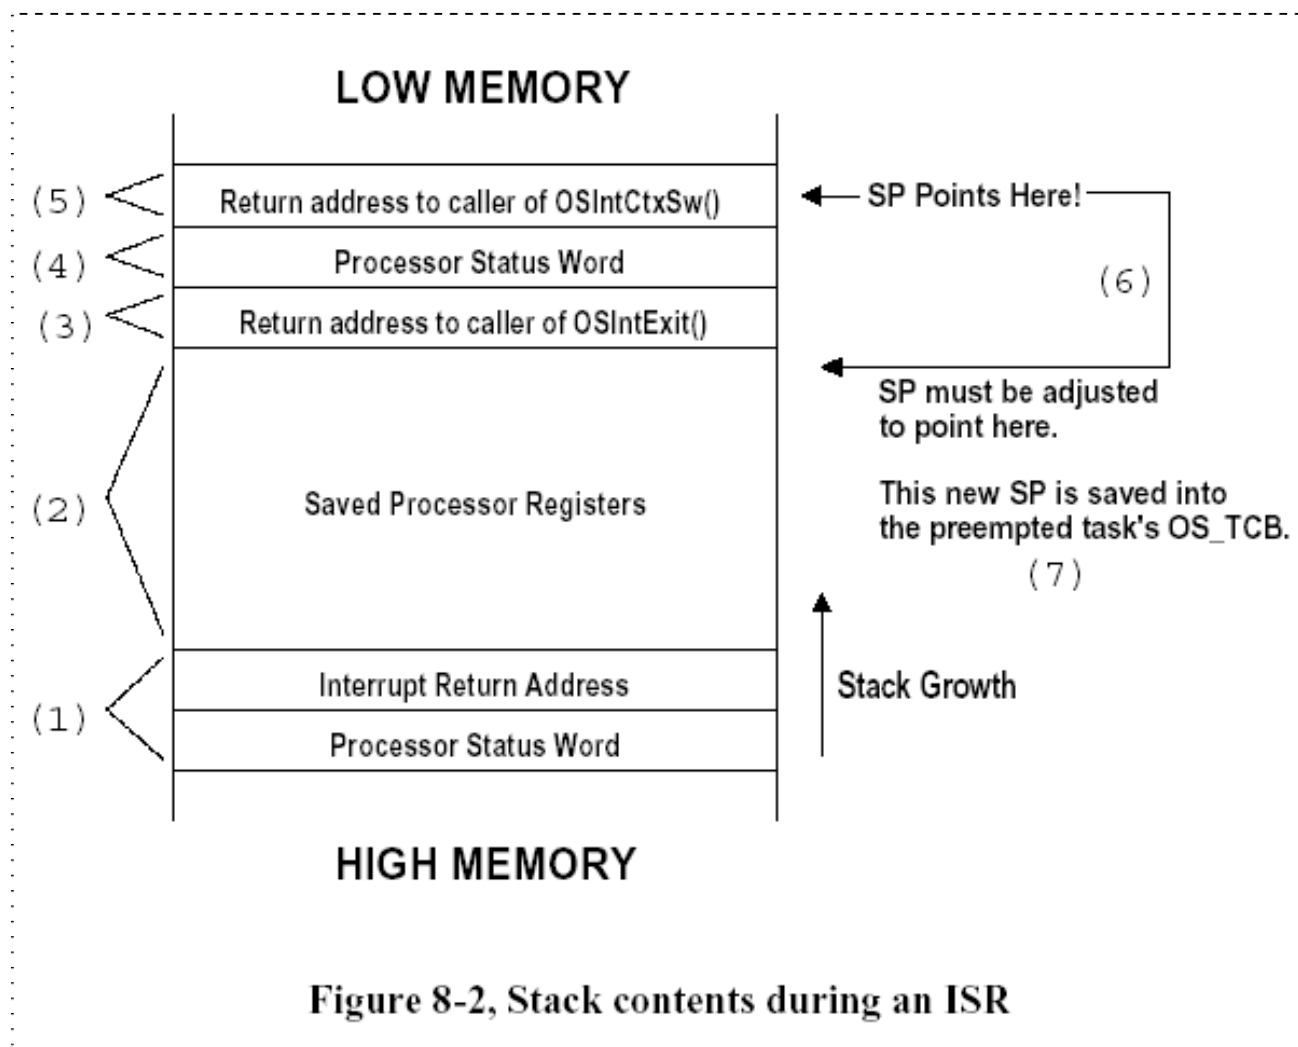 LOW MEMORY
(5)
Return address to caller of OSIntCtxSw()
SP Points Here!
(4)
Processor Status Word
(6)
(3)
Return address to caller of OSIntExit()
SP must be adjusted
to point here.
(2)
Saved Processor Registers
This new SP is saved into
the preempted task's OS_TCB.
(7)
(1)
Interrupt Return Address
Stack Growth
Processor Status Word
HIGH MEMORY
Figure 8-2, Stack contents during an ISR